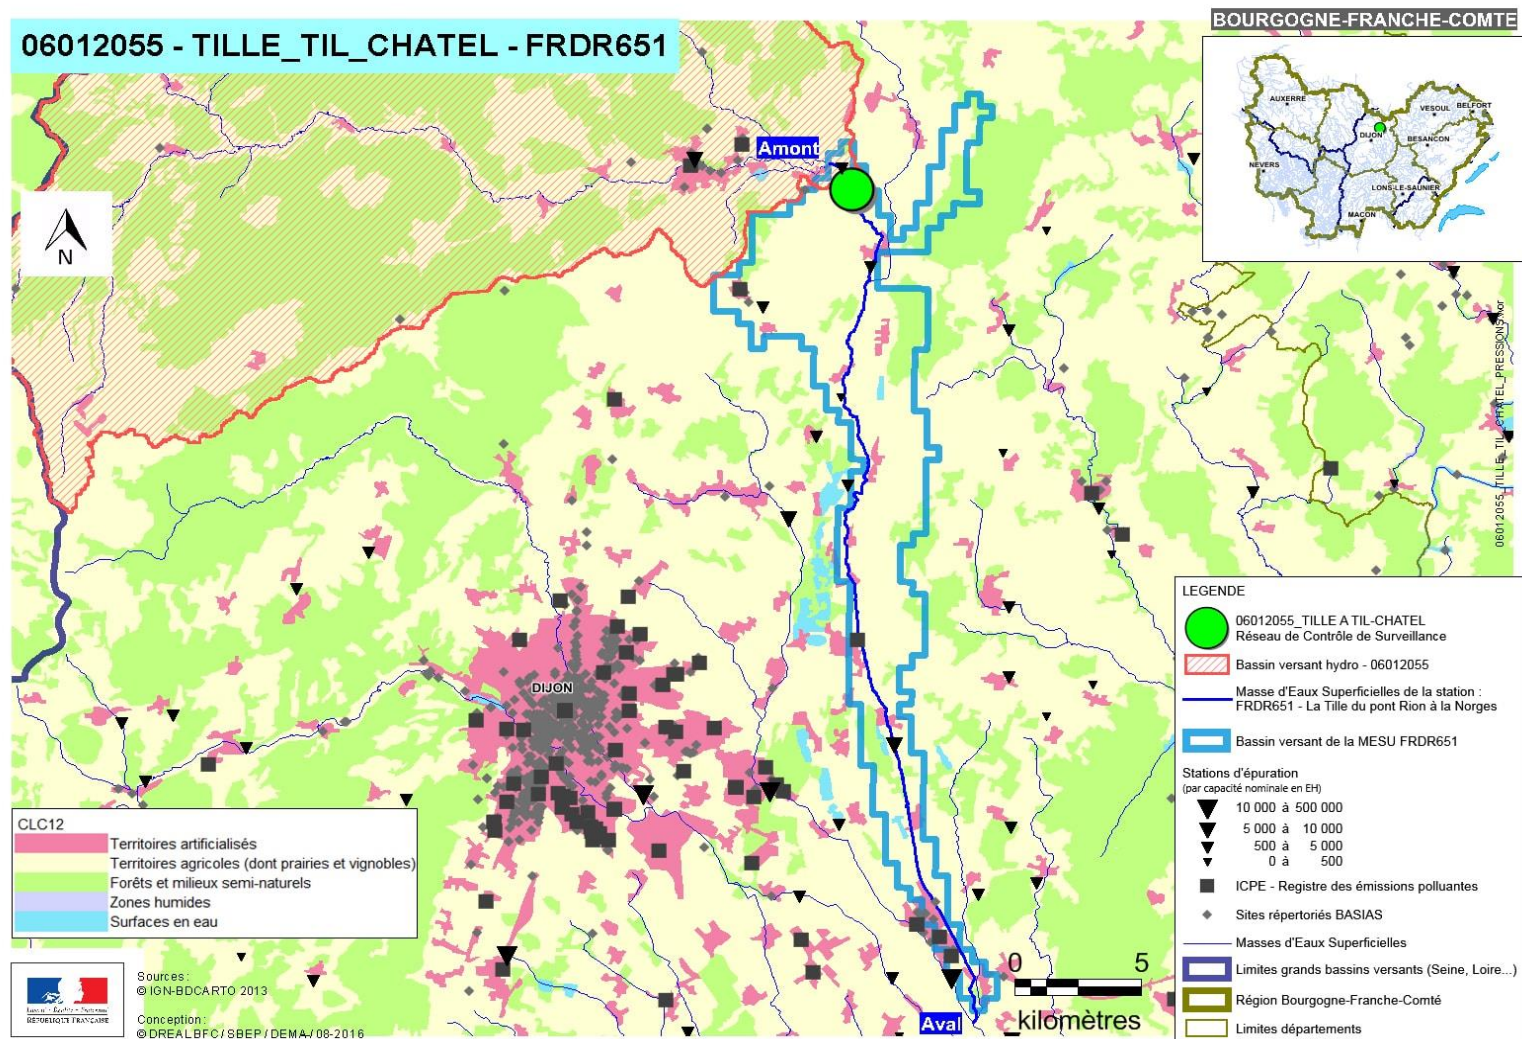 BOURGOGNE-FRANCHE-COMTE
06012055 - TILLE_TIL_CHATEL - FRDR651
AUXERRE
VESOUL
BELFORT
DIJON
BESANCON
NEVERS
LONS-LE-SAUNIER
MACON
Amont
N
06012055_TILLE_TIL_CHATEL_PRESSIONS.wor
DIJON
LEGENDE
06012055_TILLE A TIL-CHATEL
Réseau de Contrôle de Surveillance
Bassin versant hydro - 06012055
Masse d'Eaux Superficielles de la station :
FRDR651 - La Tille du pont Rion à la Norges
Bassin versant de la MESU FRDR651
Stations d'épuration
(par capacité nominale en EH)
10 000 à 500 000
5 000 à 10 000
500 à 5 000
0 à 500
ICPE - Registre des émissions polluantes
Sites répertoriés BASIAS
Masses d'Eaux Superficielles
Limites grands bassins versants (Seine, Loire...)
Région Bourgogne-Franche-Comté
Limites départements
CLC12
Territoires artificialisés
Territoires agricoles (dont prairies et vignobles)
Forêts et milieux semi-naturels
Zones humides
Surfaces en eau
0 5
kilomètres
Aval
Liberté • Égalité • Fraternité
RÉPUBLIQUE FRANÇAISE
Sources :
© IGN-BDCARTO 2013
Conception :
© DREAL BFC / SBEP / DEMA / 08-2016